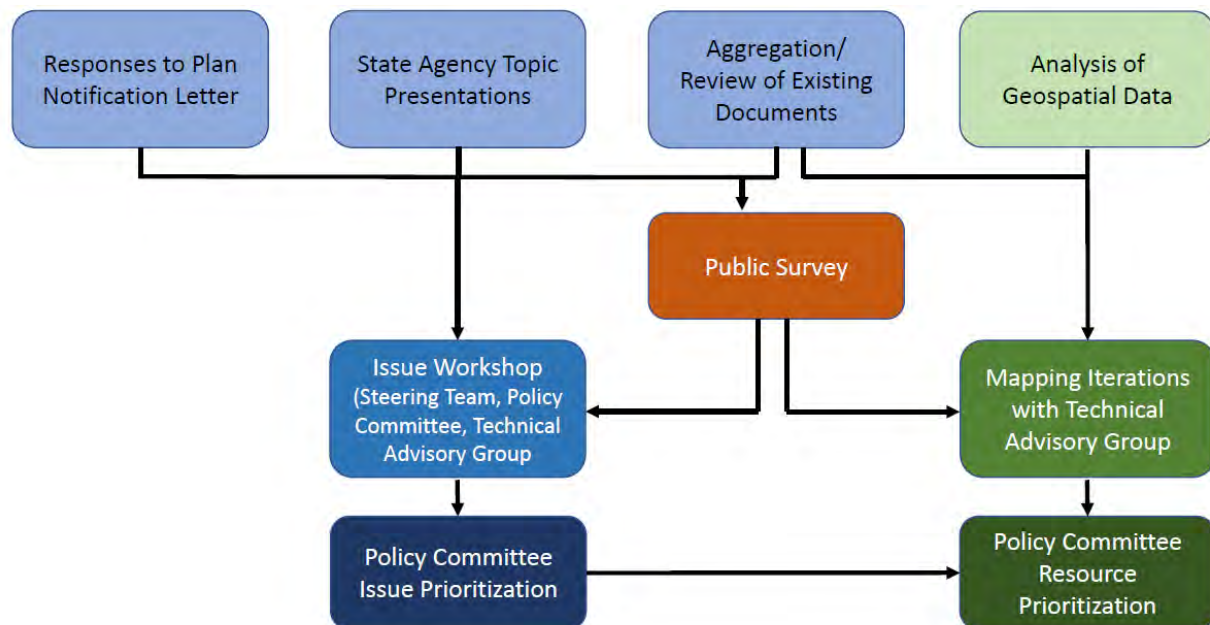 Responses to Plan
Notification Letter
State Agency Topic
Presentations
Aggregation/
Review of Existing
Documents
Analysis of
Geospatial Data
Public Survey
Issue Workshop
(Steering Team, Policy
Committee, Technical
Advisory Group
Mapping Iterations
with Technical
Advisory Group
Policy Committee
Issue Prioritization
Policy Committee
Resource
Prioritization